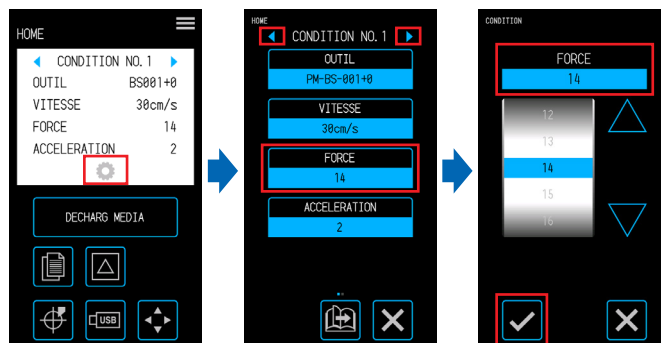 HOME
CONDITION NO. 1
OUTIL BS001+0
VITESSE 30cm/s
FORCE 14
ACCELERATION 2
DECHARG MEDIA
USB
HOME
CONDITION NO. 1
OUTIL
PM-BS-001+0
VITESSE
30cm/s
FORCE
14
ACCELERATION
2
CONDITION
FORCE
14
12
13
14
15
16